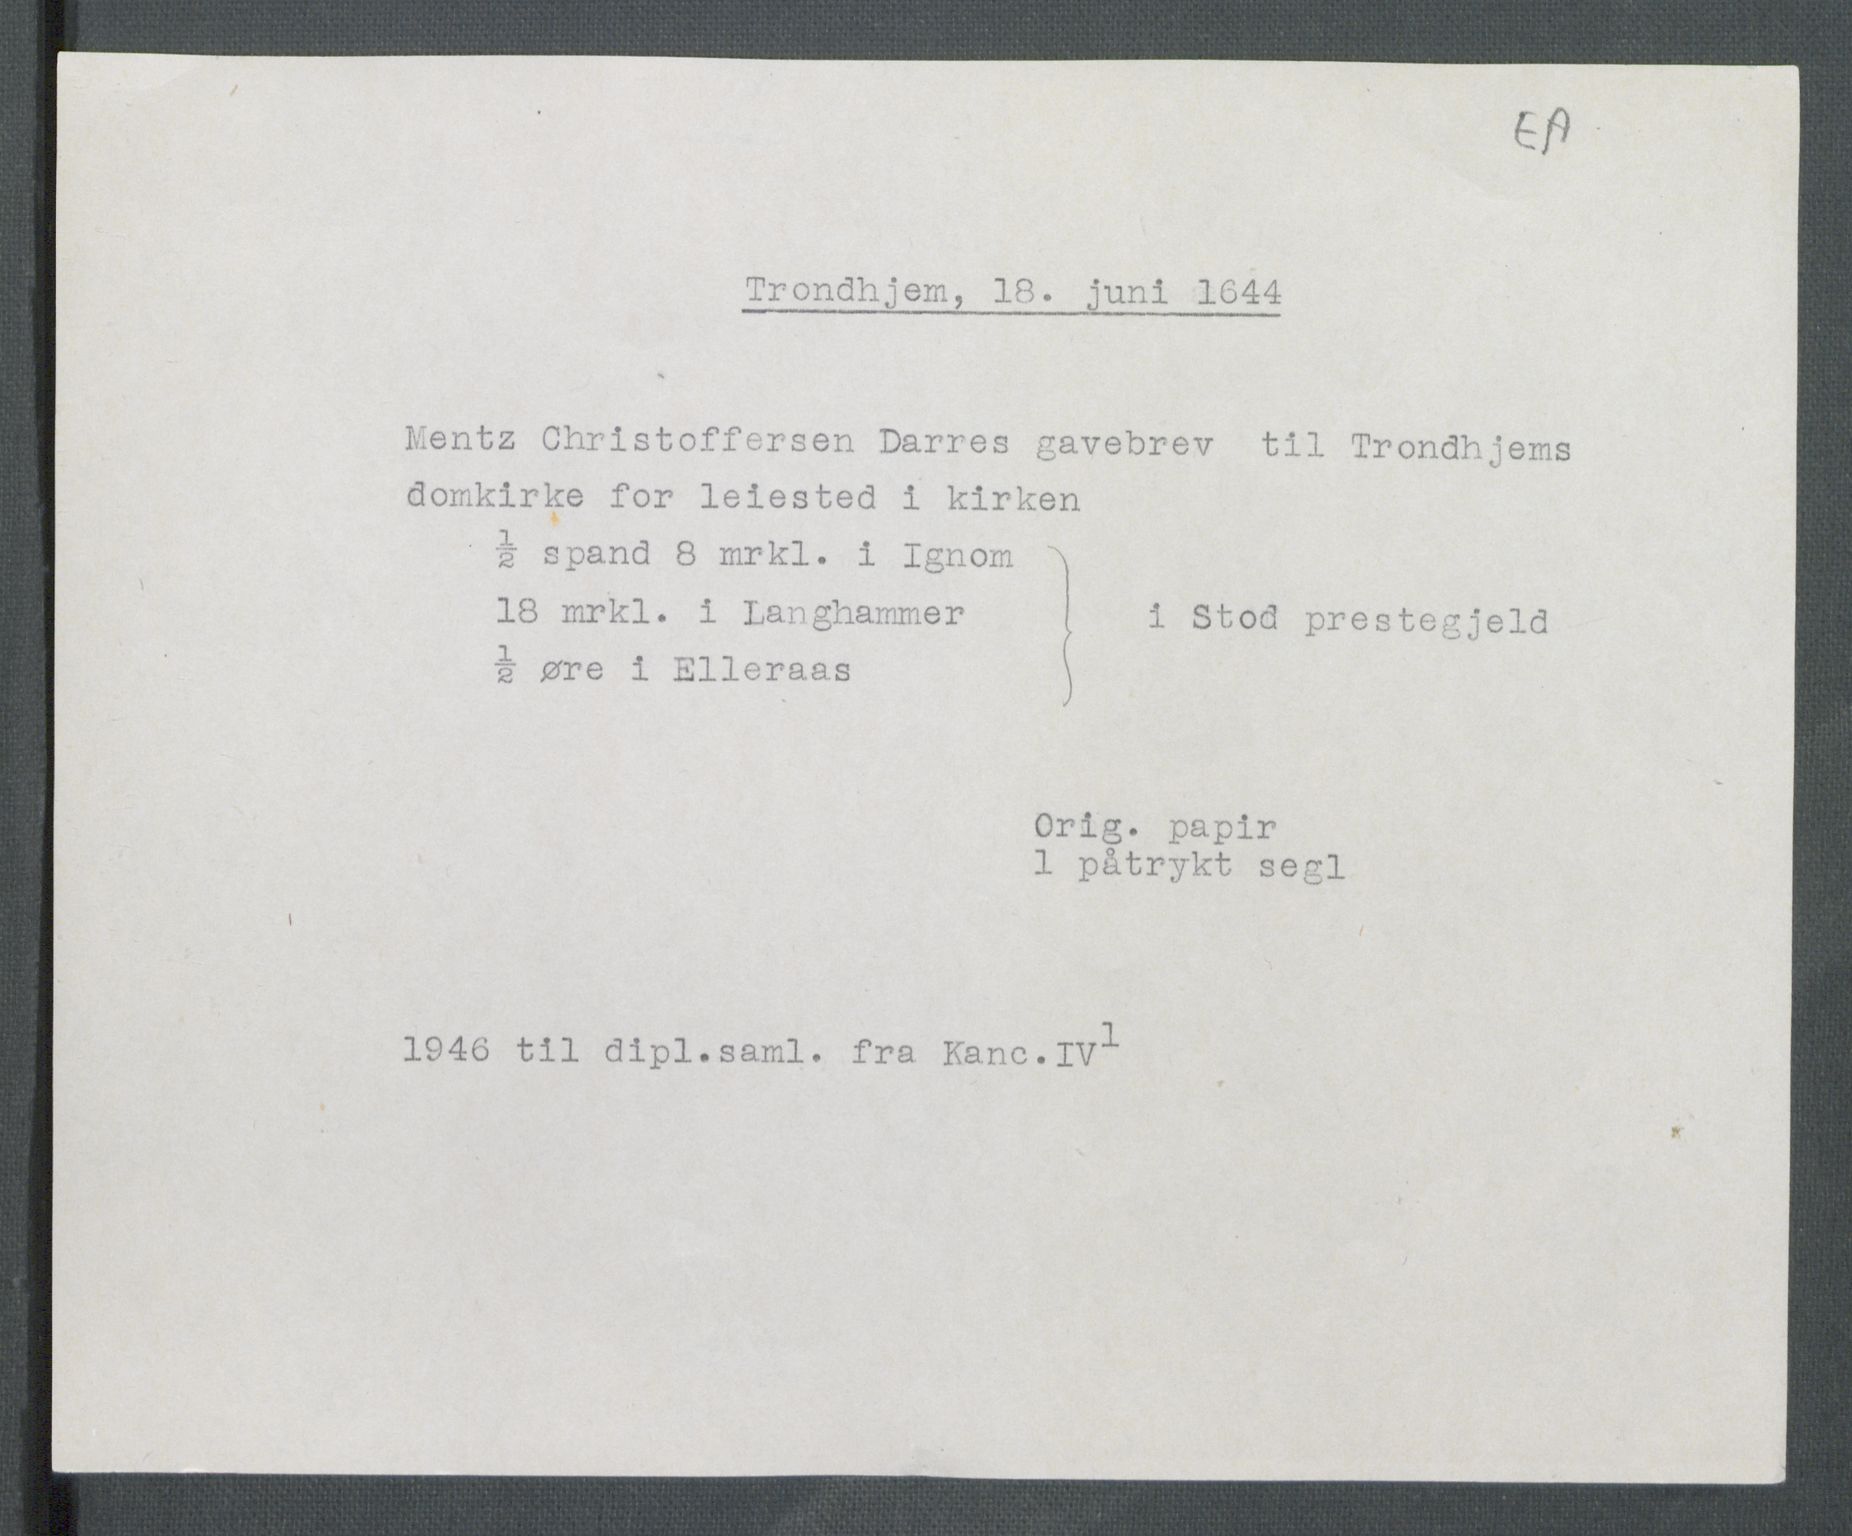 EA
Trondhjem, 18. juni 1644
Mentz Christoffersen Darres gavebrev til Trondhjems
domkirke for leiested i kirken
½ spand 8 mrkl. i Ignom
18 mrkl. i Langhammer } i Stod prestegjeld
½ øre i Elleraas
Orig. papir
1 påtrykt segl
1946 til dipl.saml. fra Kanc.IV¹